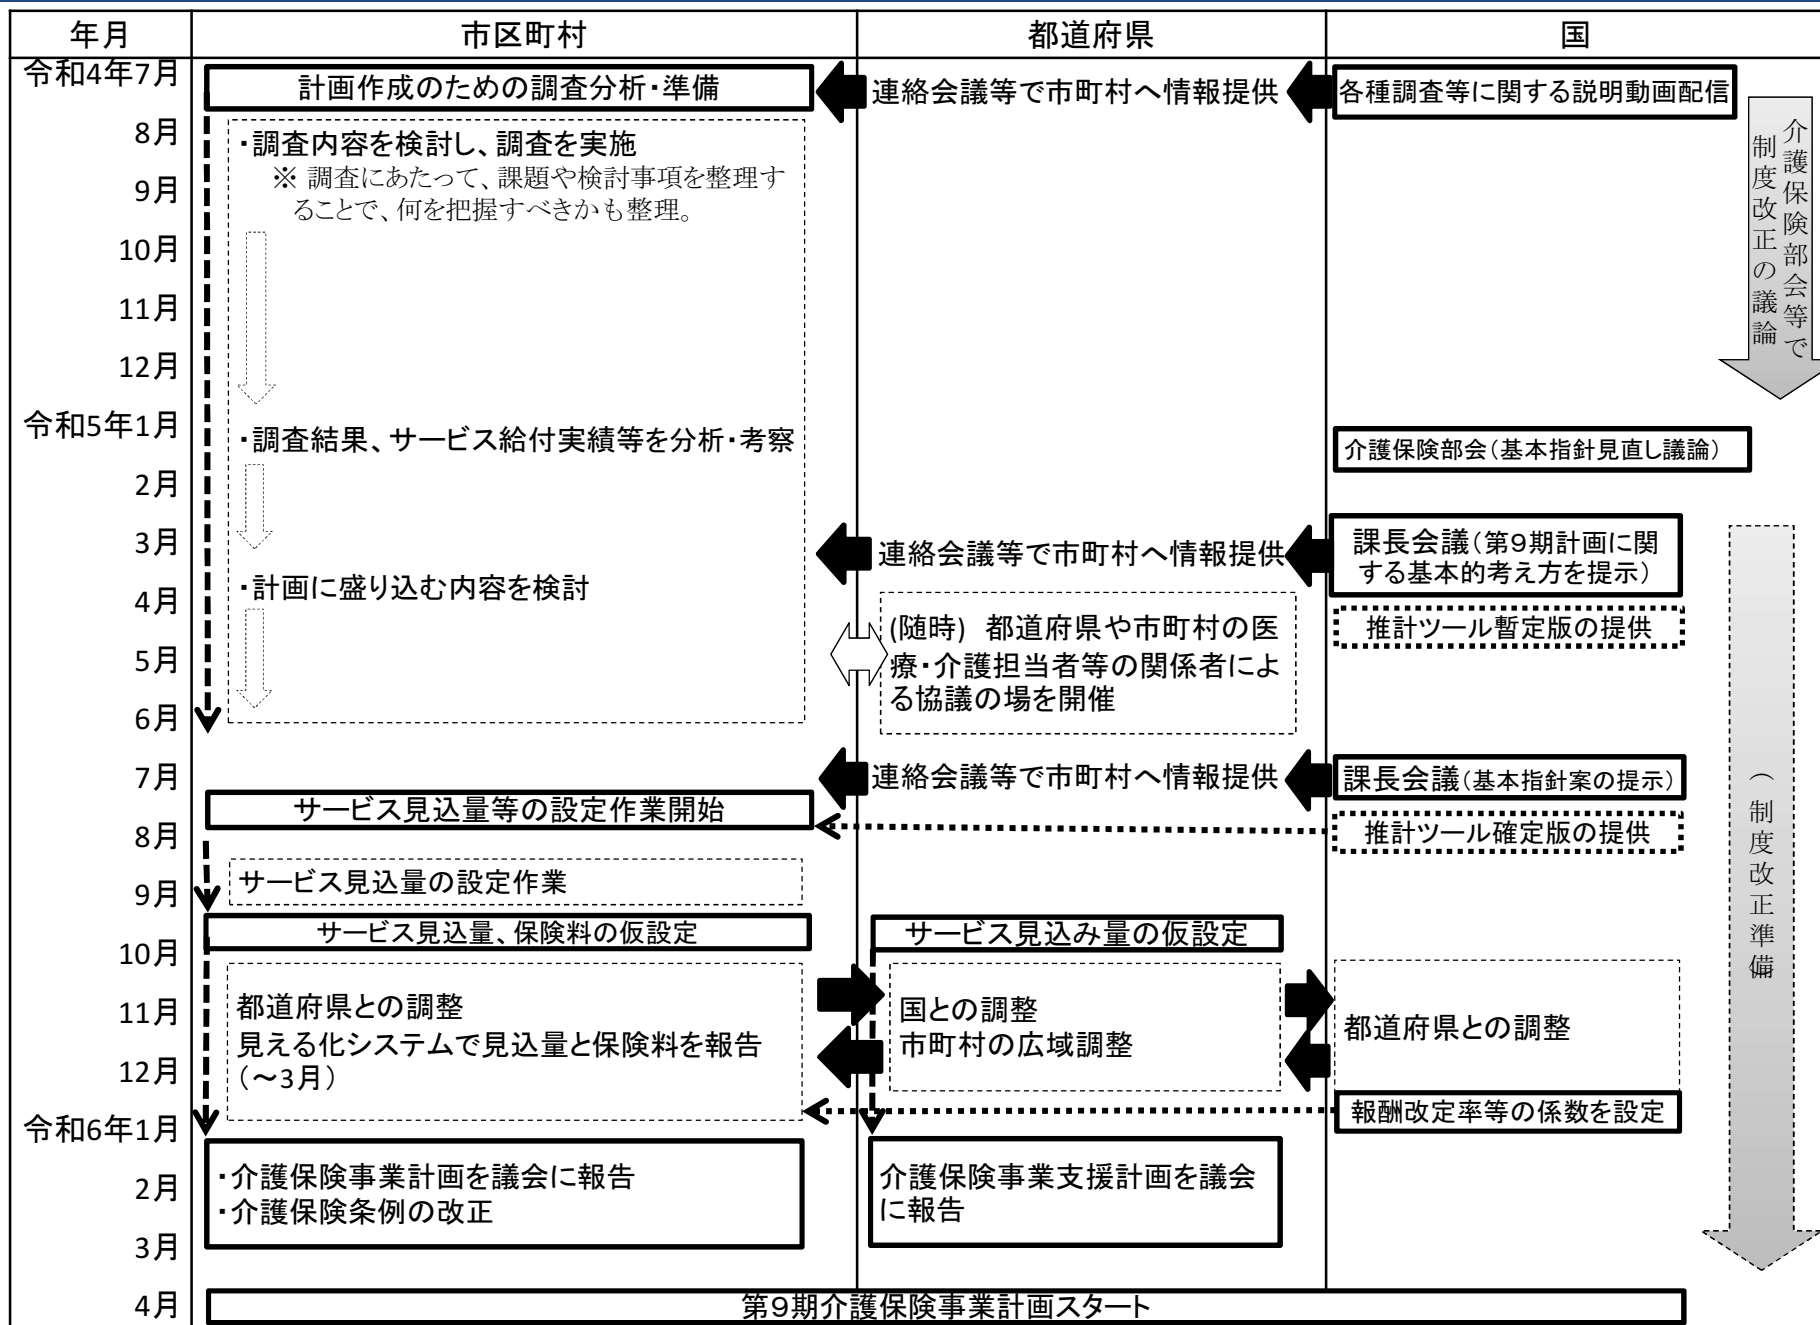 年月
市区町村
都道府県
国
令和4年7月
計画作成のための調査分析・準備
連絡会議等で市町村へ情報提供
各種調査等に関する説明動画配信
介護保険部会等で
制度改正の議論
8月
・調査内容を検討し、調査を実施
※ 調査にあたって、課題や検討事項を整理す
ることで、何を把握すべきかも整理。
9月
10月
11月
12月
令和5年1月
・調査結果、サービス給付実績等を分析・考察
介護保険部会(基本指針見直し議論)
2月
3月
連絡会議等で市町村へ情報提供
課長会議(第9期計画に関
する基本的考え方を提示)
4月
・計画に盛り込む内容を検討
(随時) 都道府県や市町村の医
療・介護担当者等の関係者によ
る協議の場を開催
推計ツール暫定版の提供
5月
6月
7月
連絡会議等で市町村へ情報提供
課長会議(基本指針案の提示)
サービス見込量等の設定作業開始
8月
推計ツール確定版の提供
(制度改正準備
サービス見込量の設定作業
9月
サービス見込量、保険料の仮設定
サービス見込み量の仮設定
10月
都道府県との調整
見える化システムで見込量と保険料を報告
(～3月)
国との調整
市町村の広域調整
都道府県との調整
11月
12月
報酬改定率等の係数を設定
令和6年1月
・介護保険事業計画を議会に報告
・介護保険条例の改正
介護保険事業支援計画を議会
に報告
2月
3月
4月
第9期介護保険事業計画スタート